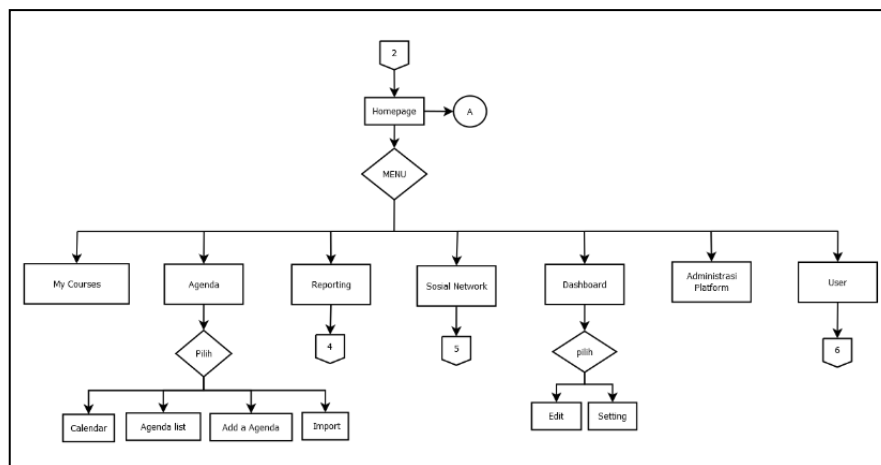 2
Homepage
A
MENU
My Courses
Agenda
Reporting
Sosial Network
Dashboard
Administrasi
Platform
User
Pilih
4
5
pilih
6
Calendar
Agenda list
Add a Agenda
Import
Edit
Setting